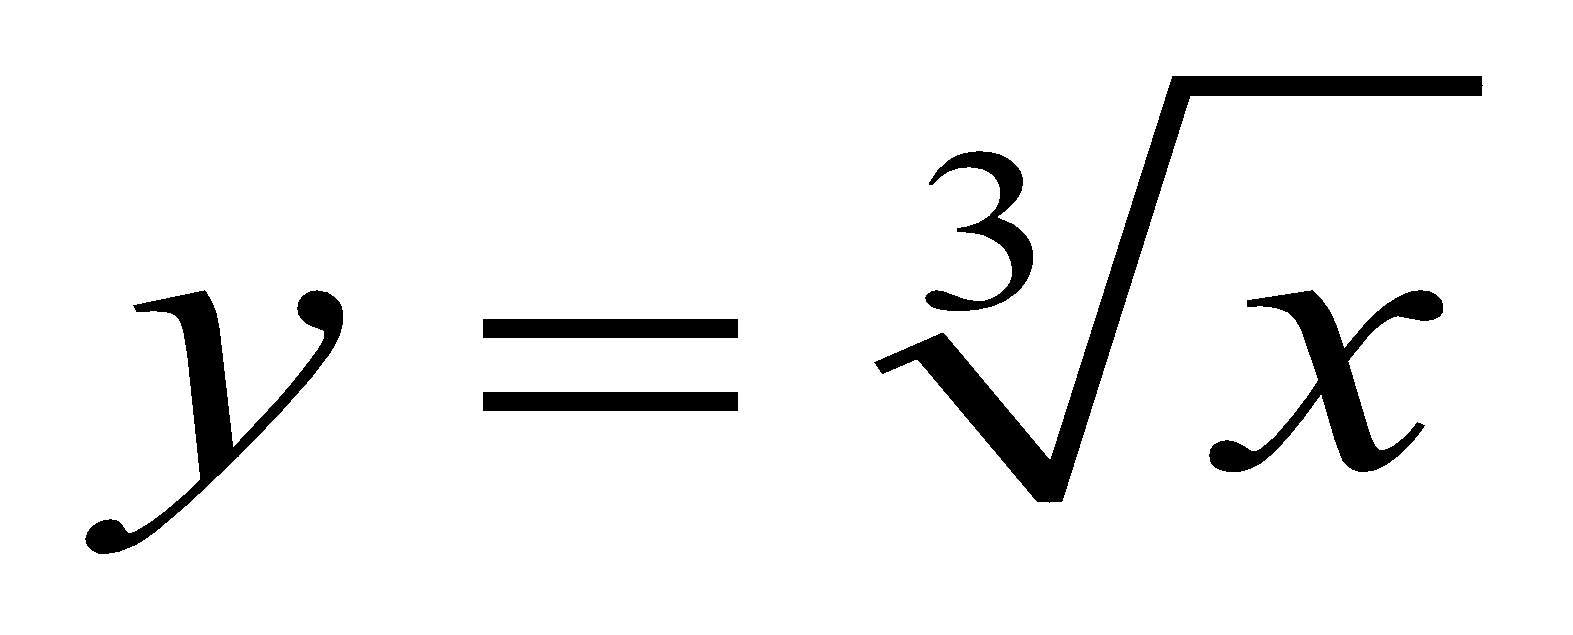 y = ∛x